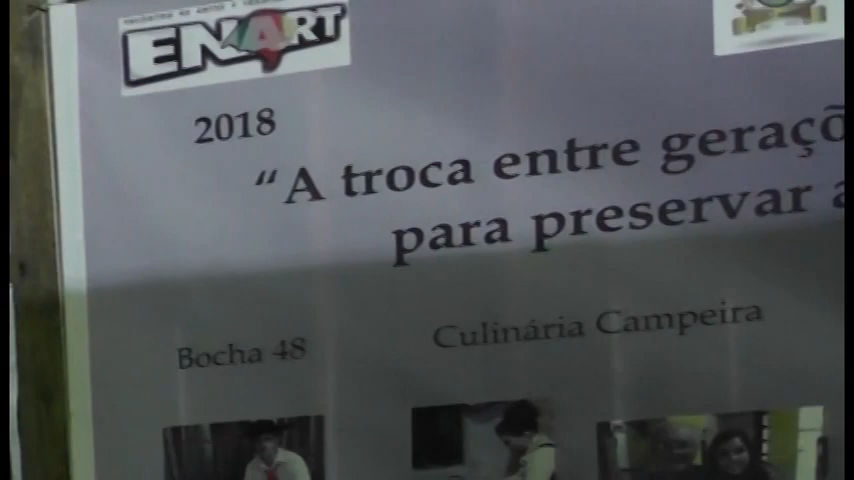 ENART
2018
“A troca entre geraçõ
para preservar a
Culinária Campeira
Bocha 48